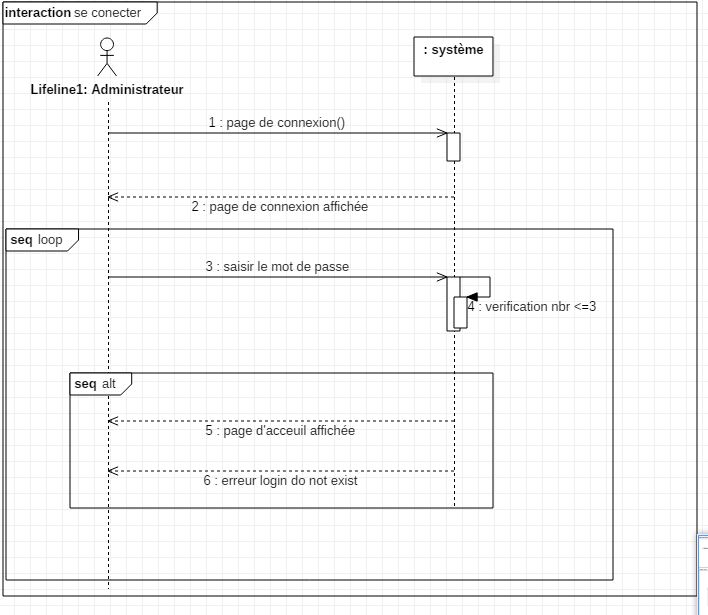 interaction se conecter
: système
Lifeline1: Administrateur
1 : page de connexion()
2 : page de connexion affichée
seq loop
3 : saisir le mot de passe
4 : verification nbr <=3
seq alt
5 : page d'acceuil affichée
6 : erreur login do not exist